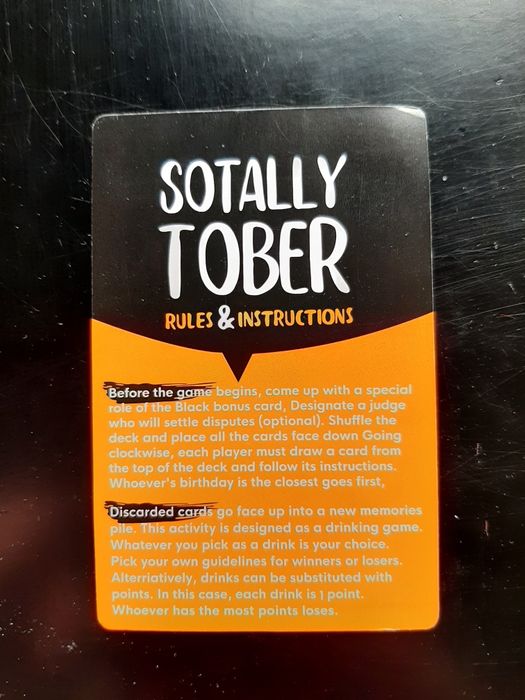 SOTALLY
TOBER
RULES & INSTRUCTIONS
Before the game begins, come up with a special
role of the Black bonus card, Designate a judge
who will settle disputes (optional). Shuffle the
deck and place all the cards face down Going
clockwise, each player must draw a card from
the top of the deck and follow its instructions.
Whoever's birthday is the closest goes first,
Discarded cards go face up into a new memories
pile. This activity is designed as a drinking game.
Whatever you pick as a drink is your choice.
Pick your own guidelines for winners or losers.
Alterriatively, drinks can be substituted with
points. In this case, each drink is 1 point.
Whoever has the most points loses.